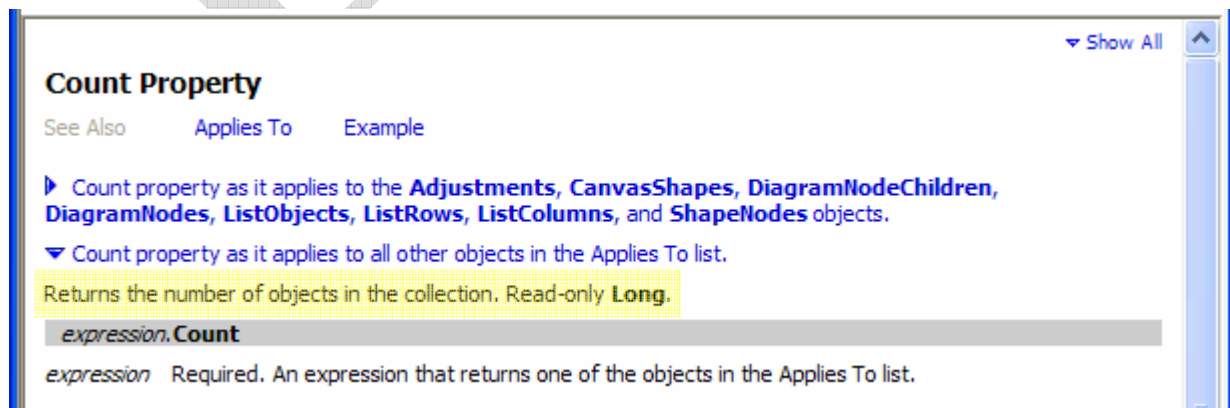 Show All
Count Property
See Also Applies To Example
Count property as it applies to the Adjustments, CanvasShapes, DiagramNodeChildren,
DiagramNodes, ListObjects, ListRows, ListColumns, and ShapeNodes objects.
Count property as it applies to all other objects in the Applies To list.
Returns the number of objects in the collection. Read-only Long.
expression.Count
expression Required. An expression that returns one of the objects in the Applies To list.